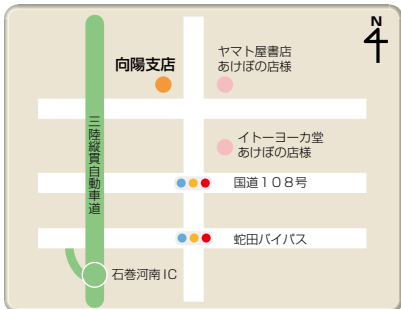 N
向陽支店
ヤマト屋書店
あけぼの店様
イトーヨーカ堂
あけぼの店様
三陸縦貫自動車道
国道108号
蛇田バイパス
石巻河南IC